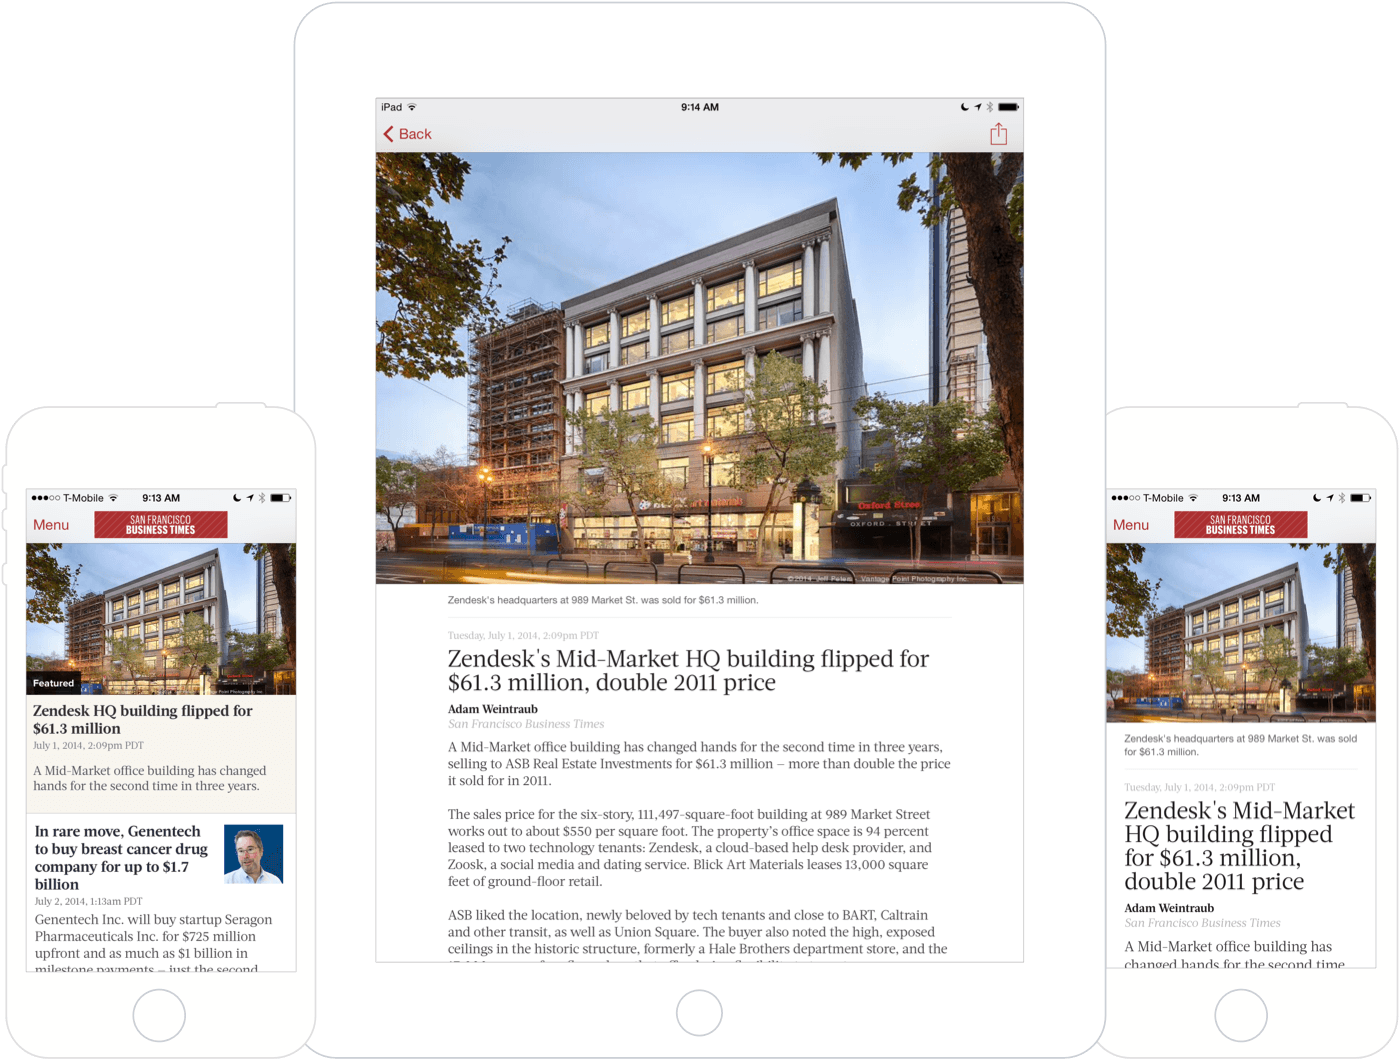 ●●●○○ T-Mobile 9:13 AM
Menu
SAN FRANCISCO
BUSINESS TIMES
Featured
Zendesk HQ building flipped for
$61.3 million
July 1, 2014, 2:09pm PDT
A Mid-Market office building has changed
hands for the second time in three years.
In rare move, Genentech
to buy breast cancer drug
company for up to $1.7
billion
July 2, 2014, 1:13am PDT
Genentech Inc. will buy startup Seragon
Pharmaceuticals Inc. for $725 million
upfront and as much as $1 billion in
milestone payments – just the second
iPad 9:14 AM
Back
Oxford Street
OXFORD STREET
©2014 Jeff Peters Vantage Point Photography Inc
Zendesk's headquarters at 989 Market St. was sold for $61.3 million.
Tuesday, July 1, 2014, 2:09pm PDT
Zendesk's Mid-Market HQ building flipped for
$61.3 million, double 2011 price
Adam Weintraub
San Francisco Business Times
A Mid-Market office building has changed hands for the second time in three years,
selling to ASB Real Estate Investments for $61.3 million – more than double the price
it sold for in 2011.
The sales price for the six-story, 111,497-square-foot building at 989 Market Street
works out to about $550 per square foot. The property's office space is 94 percent
leased to two technology tenants: Zendesk, a cloud-based help desk provider, and
Zoosk, a social media and dating service. Blick Art Materials leases 13,000 square
feet of ground-floor retail.
ASB liked the location, newly beloved by tech tenants and close to BART, Caltrain
and other transit, as well as Union Square. The buyer also noted the high, exposed
ceilings in the historic structure, formerly a Hale Brothers department store, and the
●●●○○ T-Mobile 9:13 AM
Menu
SAN FRANCISCO
BUSINESS TIMES
Zendesk's headquarters at 989 Market St. was sold
for $61.3 million.
Tuesday, July 1, 2014, 2:09pm PDT
Zendesk's Mid-Market
HQ building flipped
for $61.3 million,
double 2011 price
Adam Weintraub
San Francisco Business Times
A Mid-Market office building has
changed hands for the second time